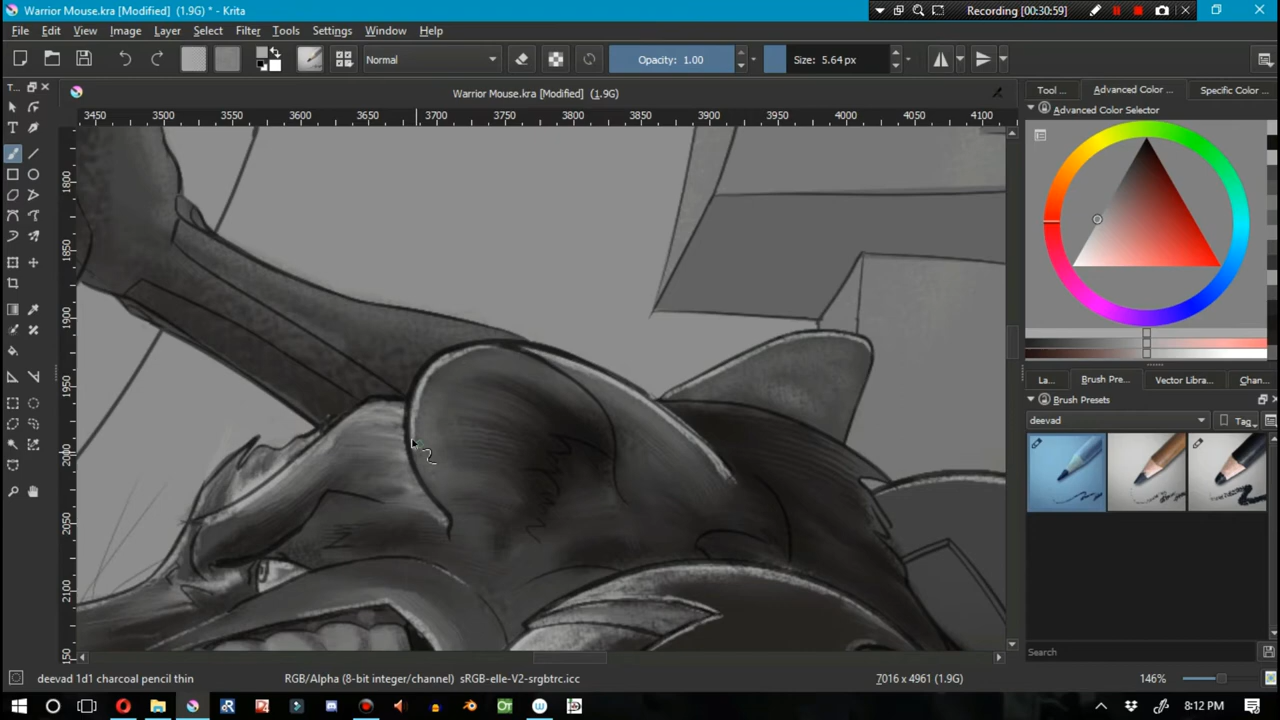 Warrior Mouse.kra [Modified] (1.9G) * - Krita
Recording [00:30:59]
File Edit View Image Layer Select Filter Tools Settings Window Help
Normal
Opacity: 1.00
Size: 5.64 px
T...
Warrior Mouse.kra [Modified] (1.9G)
Tool ... Advanced Color ... Specific Color ...
Advanced Color Selector
3450 3500 3550 3600 3650 3700 3750 3800 3850 3900 3950 4000 4050 4100
1800
1850
1900
1950
2000
2050
2100
150
La... Brush Pre... Vector Libra... Chan...
Brush Presets
deevad
Tag
Search
deevad 1d1 charcoal pencil thin
RGB/Alpha (8-bit integer/channel) sRGB-elle-V2-srgbtrc.icc
7016 x 4961 (1.9G)
146%
8:12 PM